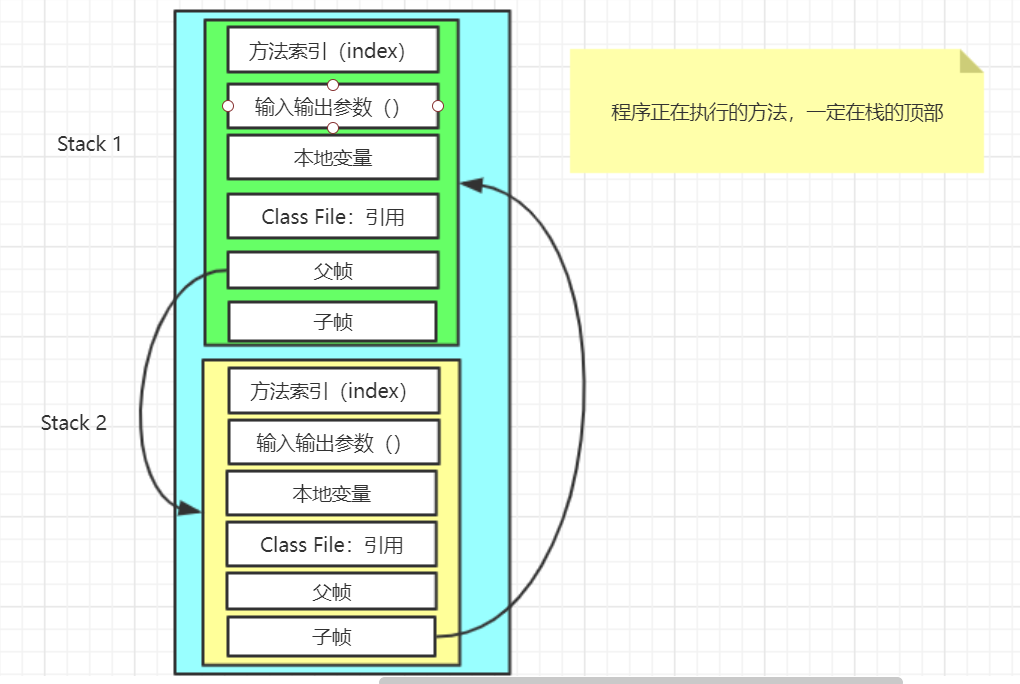 Stack 1
方法索引（index）
输入输出参数（）
本地变量
Class File：引用
父帧
子帧
程序正在执行的方法，一定在栈的顶部
Stack 2
方法索引（index）
输入输出参数（）
本地变量
Class File：引用
父帧
子帧